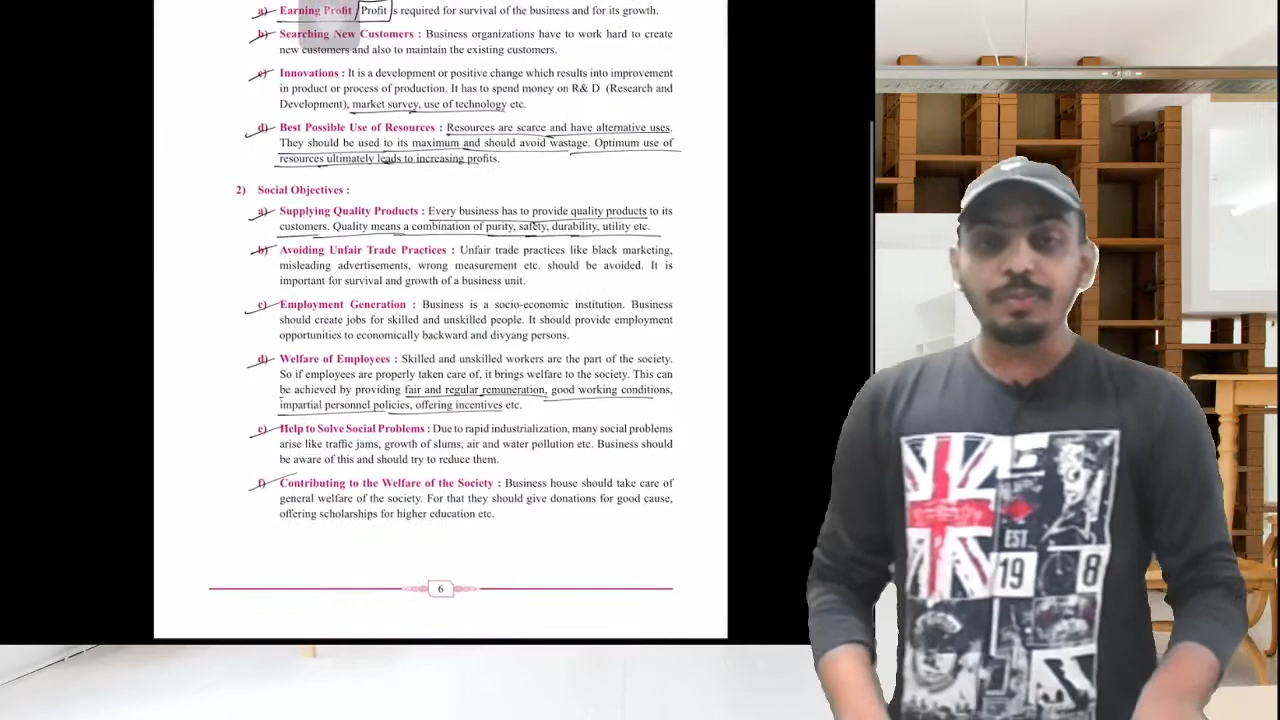 a) Earning Profit : Profit is required for survival of the business and for its growth.
b) Searching New Customers : Business organizations have to work hard to create
new customers and also to maintain the existing customers.
c) Innovations : It is a development or positive change which results into improvement
in product or process of production. It has to spend money on R& D (Research and
Development), market survey, use of technology etc.
d) Best Possible Use of Resources : Resources are scarce and have alternative uses.
They should be used to its maximum and should avoid wastage. Optimum use of
resources ultimately leads to increasing profits.
2) Social Objectives :
a) Supplying Quality Products : Every business has to provide quality products to its
customers. Quality means a combination of purity, safety, durability, utility etc.
b) Avoiding Unfair Trade Practices : Unfair trade practices like black marketing,
misleading advertisements, wrong measurement etc. should be avoided. It is
important for survival and growth of a business unit.
c) Employment Generation : Business is a socio-economic institution. Business
should create jobs for skilled and unskilled people. It should provide employment
opportunities to economically backward and divyang persons.
d) Welfare of Employees : Skilled and unskilled workers are the part of the society.
So if employees are properly taken care of, it brings welfare to the society. This can
be achieved by providing fair and regular remuneration, good working conditions,
impartial personnel policies, offering incentives etc.
e) Help to Solve Social Problems : Due to rapid industrialization, many social problems
arise like traffic jams, growth of slums, air and water pollution etc. Business should
be aware of this and should try to reduce them.
f) Contributing to the Welfare of the Society : Business house should take care of
general welfare of the society. For that they should give donations for good cause,
offering scholarships for higher education etc.
6
EST
19 8